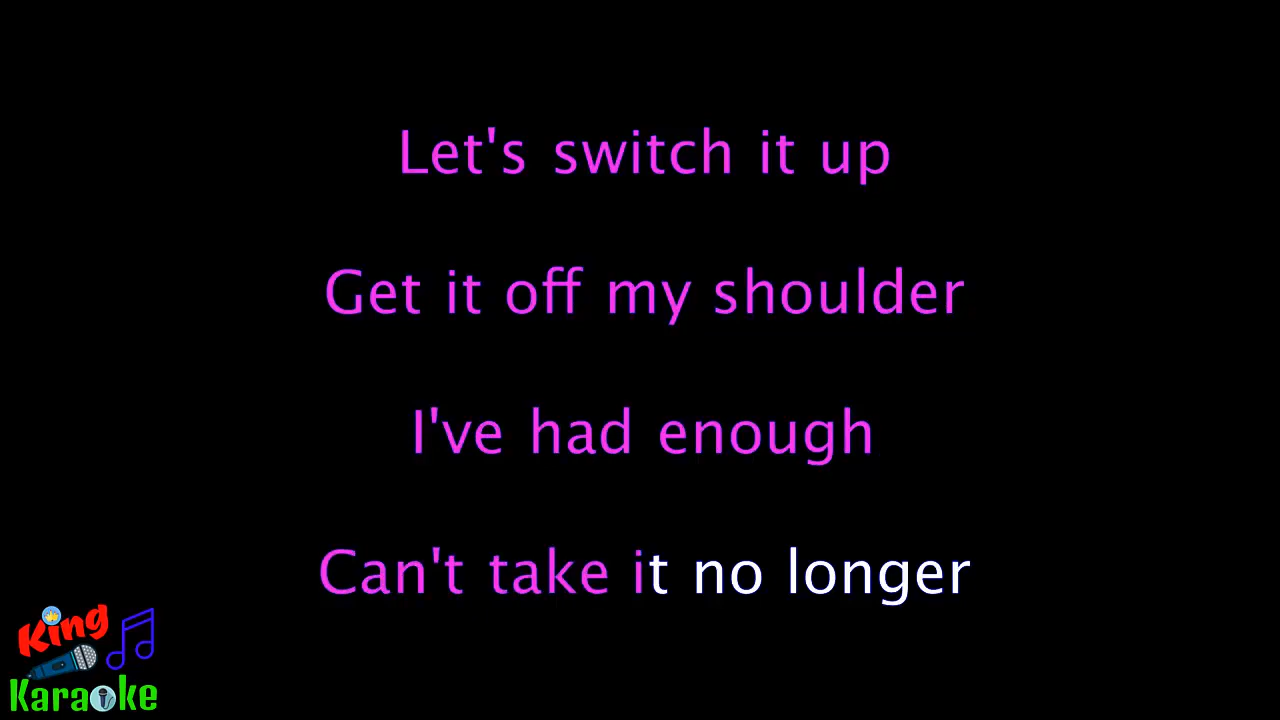 Let's switch it up
Get it off my shoulder
I've had enough
Can't take it no longer
King
Karaoke